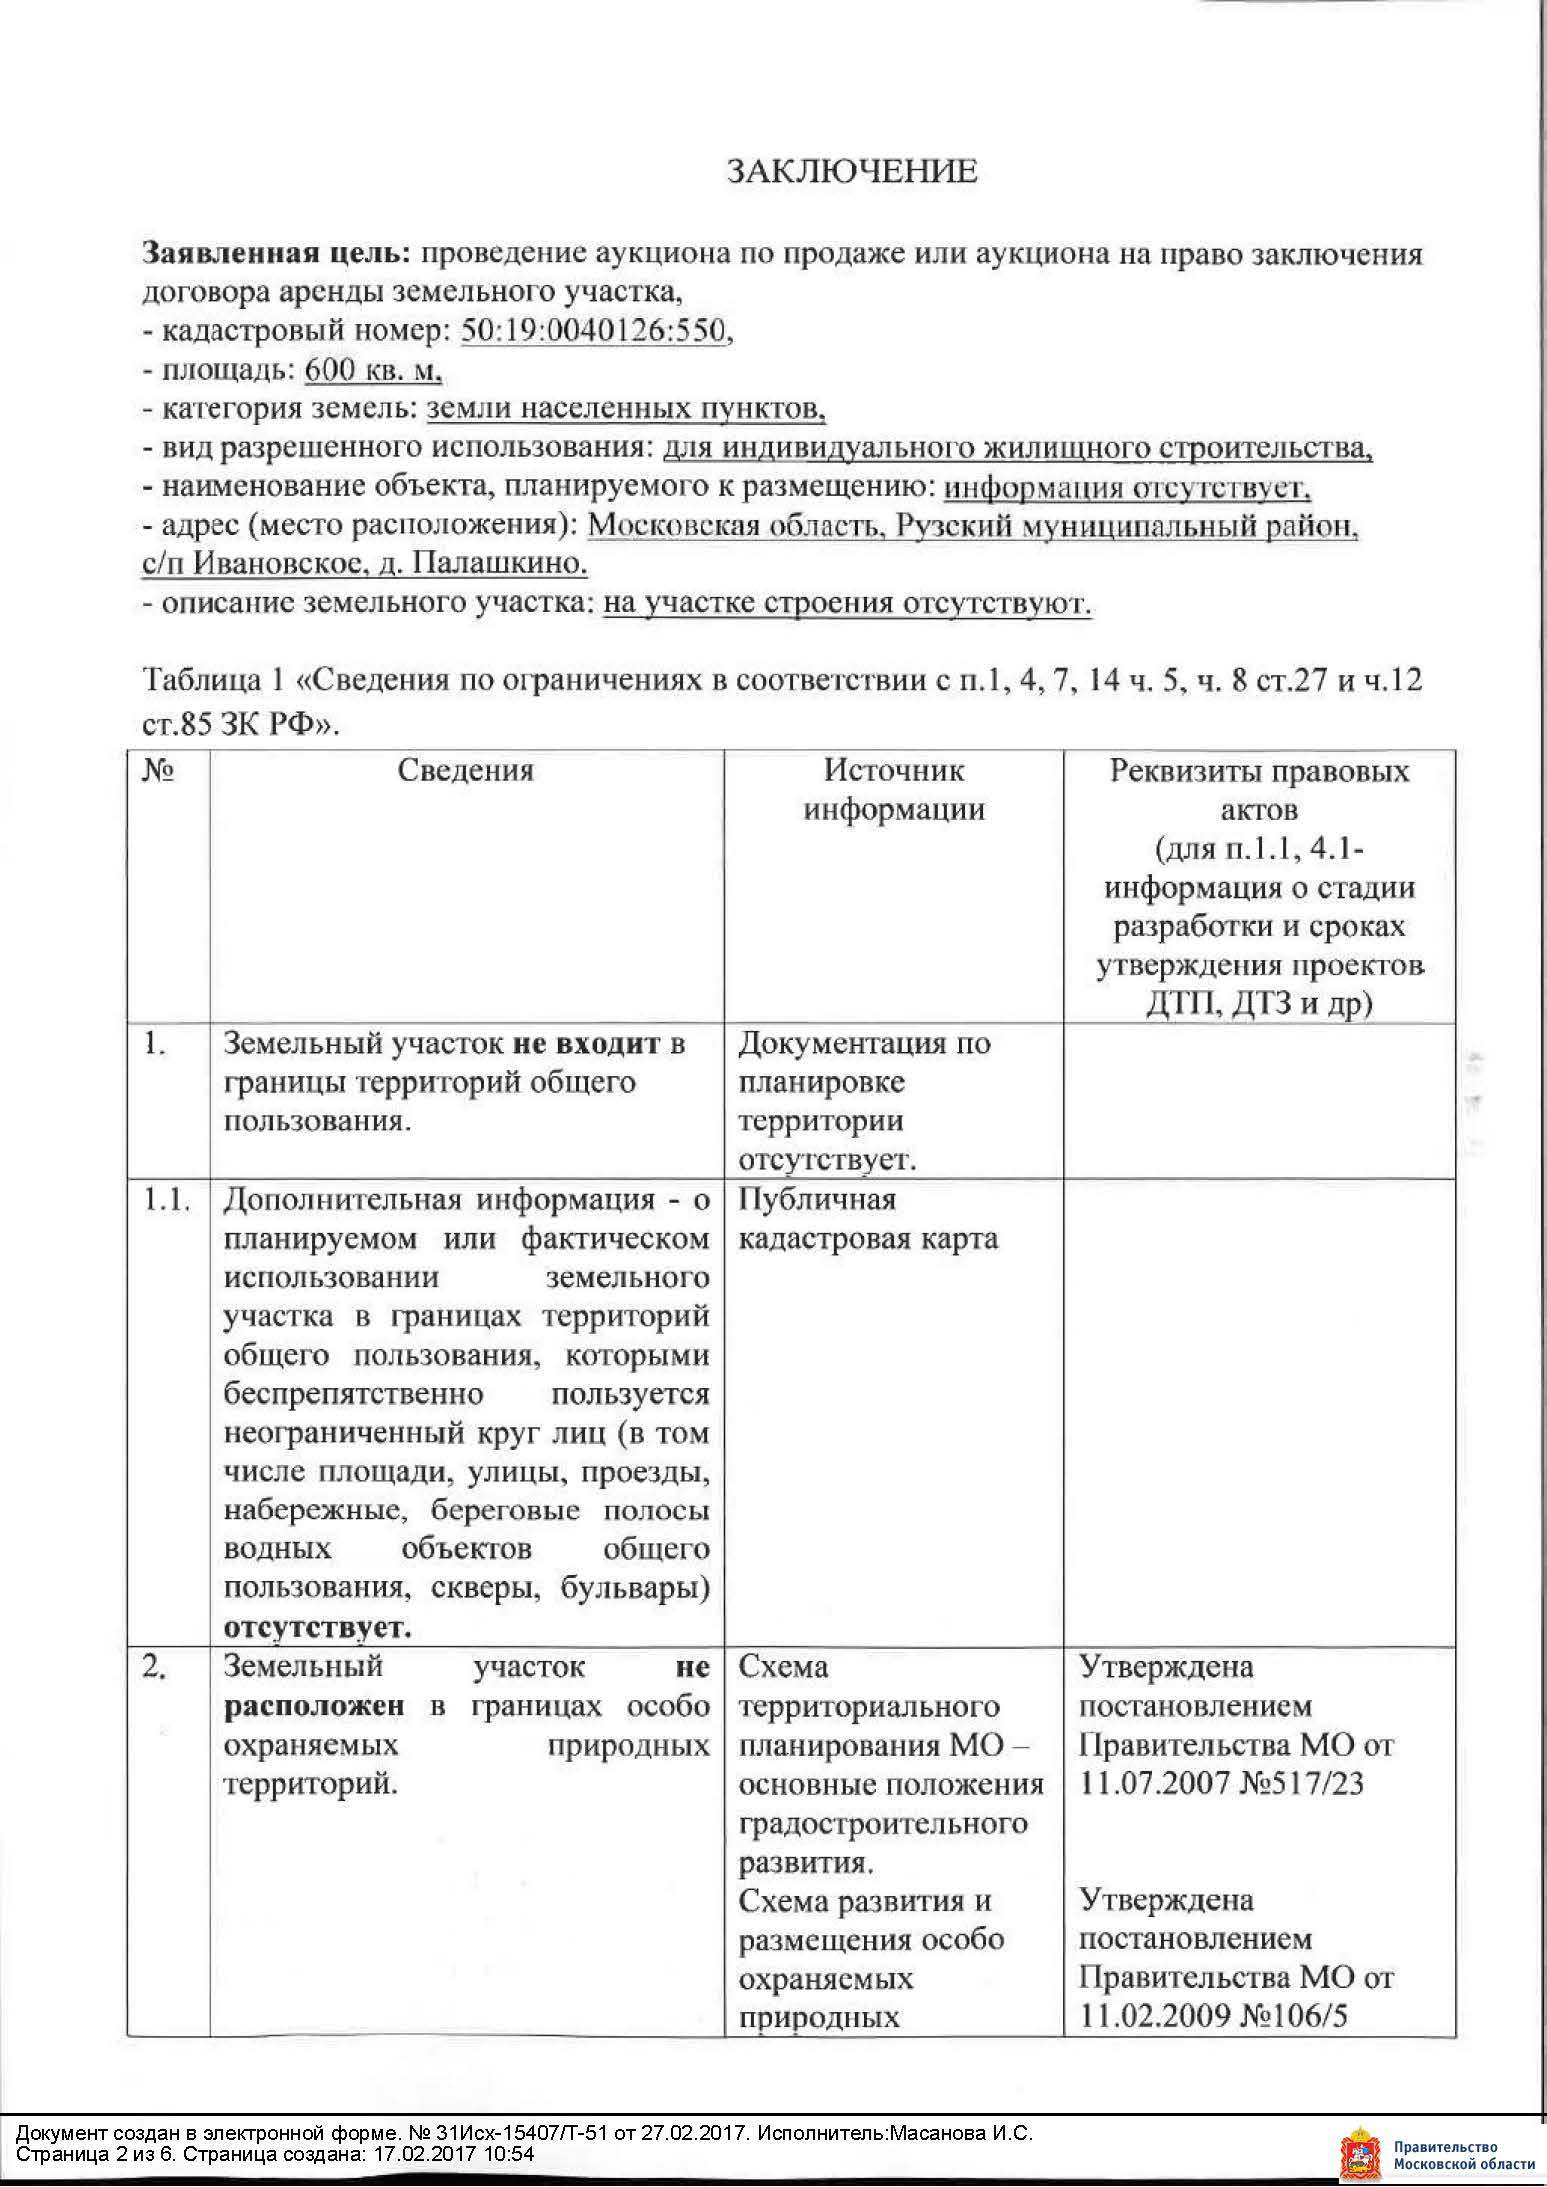 ЗАКЛЮЧЕНИЕ
Заявленная цель: проведение аукциона по продаже или аукциона на право заключения
договора аренды земельного участка,
- кадастровый номер: 50:19:0040126:550,
- площадь: 600 кв. м,
- категория земель: земли населенных пунктов,
- вид разрешенного использования: для индивидуального жилищного строительства,
- наименование объекта, планируемого к размещению: информация отсутствует,
- адрес (место расположения): Московская область, Рузский муниципальный район,
с/п Ивановское, д. Палашкино.
- описание земельного участка: на участке строения отсутствуют.
Таблица 1 «Сведения по ограничениях в соответствии с п.1, 4, 7, 14 ч. 5, ч. 8 ст.27 и ч.12
ст.85 ЗК РФ».
№
Сведения
Источник
информации
Реквизиты правовых
актов
(для п.1.1, 4.1-
информация о стадии
разработки и сроках
утверждения проектов
ДТП, ДТЗ и др)
1.
Земельный участок не входит в
границы территорий общего
пользования.
Документация по
планировке
территории
отсутствует.
1.1.
Дополнительная информация - о
планируемом или фактическом
использовании земельного
участка в границах территорий
общего пользования, которыми
беспрепятственно пользуется
неограниченный круг лиц (в том
числе площади, улицы, проезды,
набережные, береговые полосы
водных объектов общего
пользования, скверы, бульвары)
отсутствует.
Публичная
кадастровая карта
2.
Земельный участок не
расположен в границах особо
охраняемых природных
территорий.
Схема
территориального
планирования МО –
основные положения
градостроительного
развития.
Схема развития и
размещения особо
охраняемых
природных
Утверждена
постановлением
Правительства МО от
11.07.2007 №517/23
Утверждена
постановлением
Правительства МО от
11.02.2009 №106/5
Документ создан в электронной форме. № 31Исх-15407/Т-51 от 27.02.2017. Исполнитель:Масанова И.С.
Страница 2 из 6. Страница создана: 17.02.2017 10:54
Правительство
Московской области